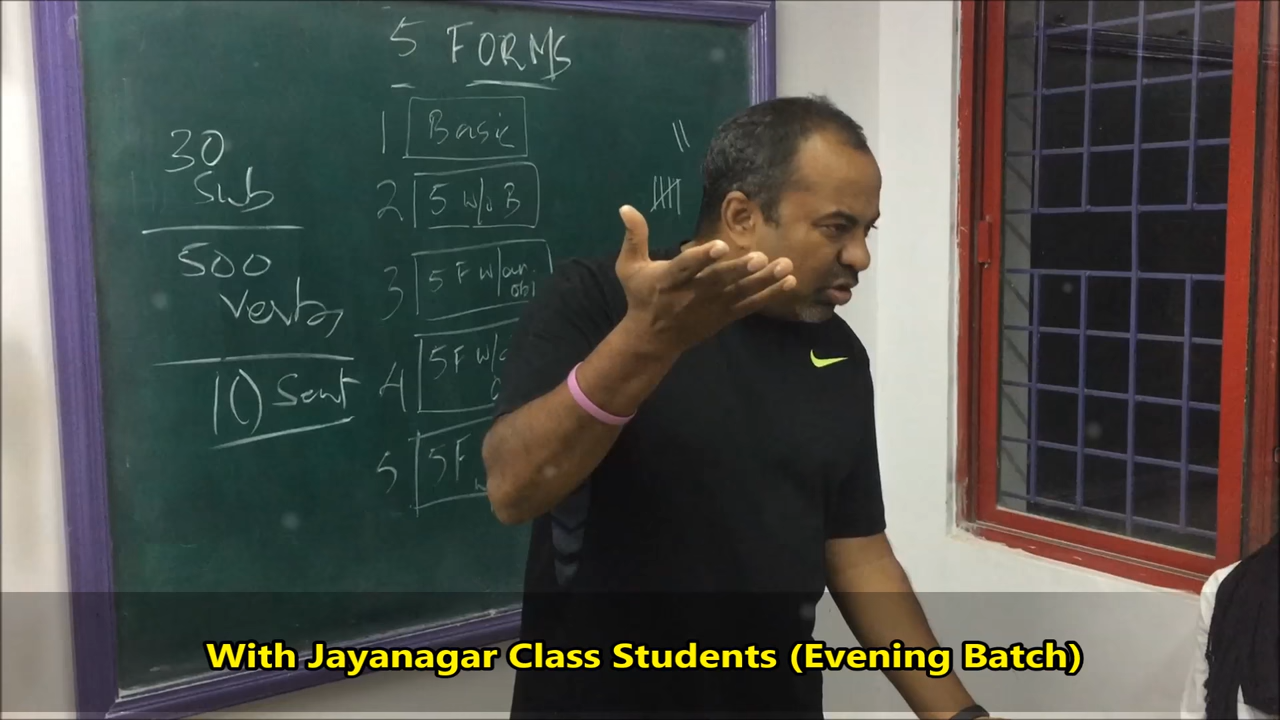 5 FORMS
30
Sub
500
Verbs
10 Sent
1 Basic
2 5 w/o B
3 5 F w/an.
obj
4 5F w/
5 5F
With Jayanagar Class Students (Evening Batch)